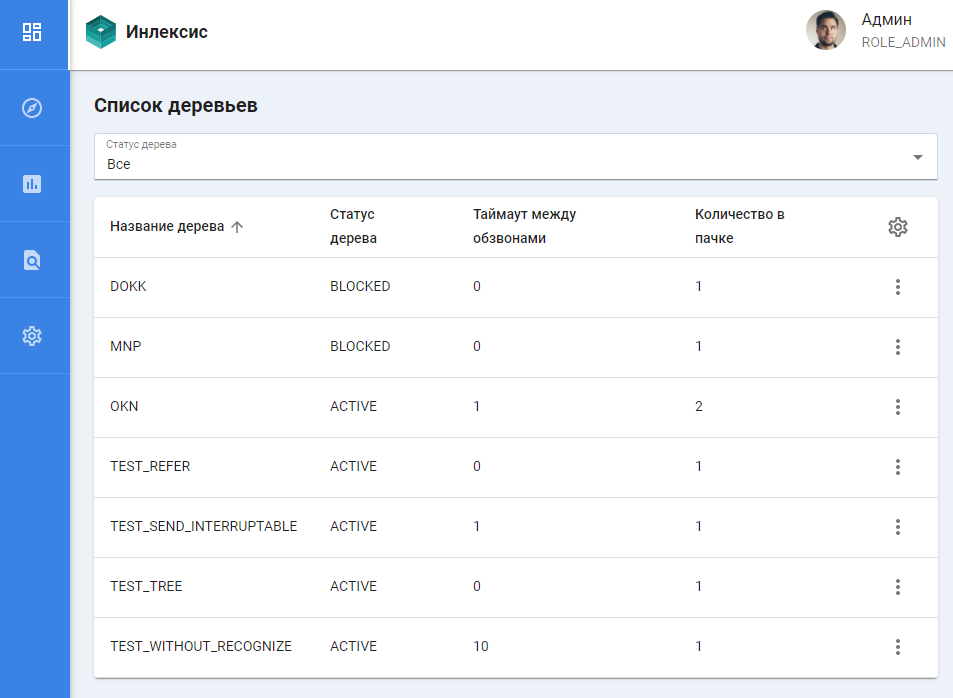 Инлексис
Админ
ROLE_ADMIN
Список деревьев
Статус дерева
Все
Название дерева
Статус
дерева
Таймаут между
обзвонами
Количество в
пачке
DOKK BLOCKED 0 1
MNP BLOCKED 0 1
OKN ACTIVE 1 2
TEST_REFER ACTIVE 0 1
TEST_SEND_INTERRUPTABLE ACTIVE 1 1
TEST_TREE ACTIVE 0 1
TEST_WITHOUT_RECOGNIZE ACTIVE 10 1